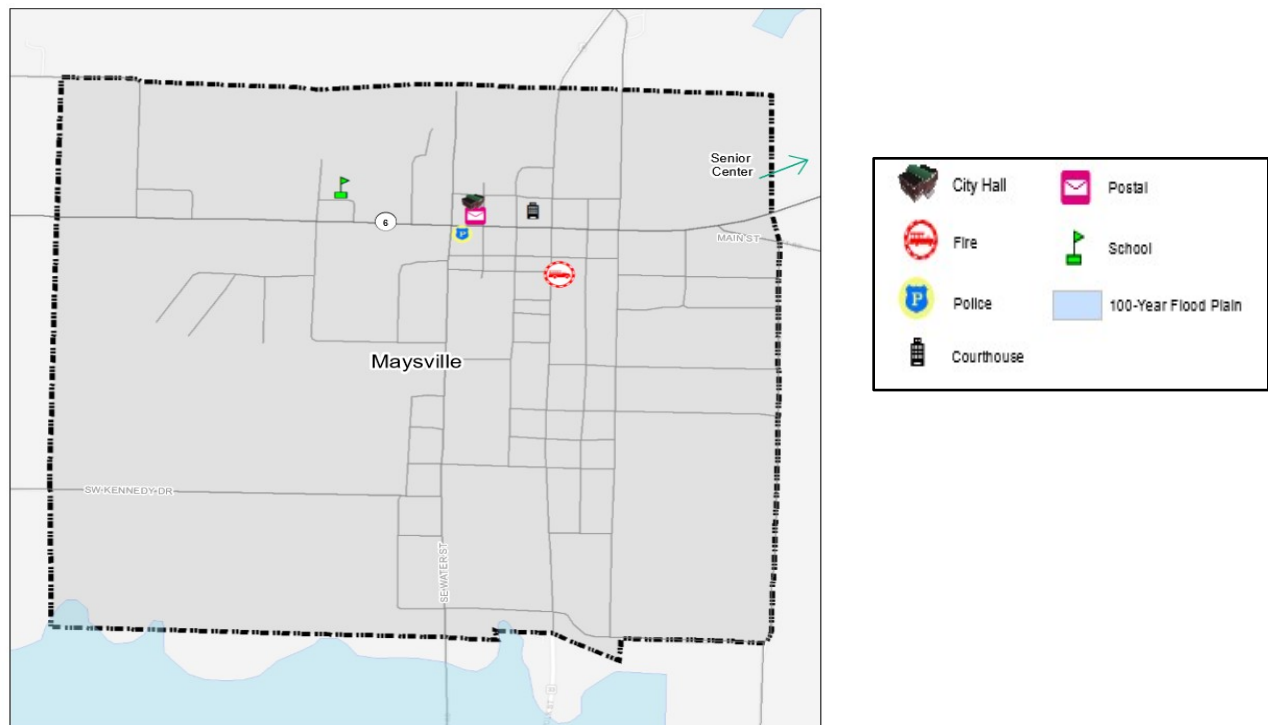 Senior
Center
6
P
MAIN ST
Maysville
SW KENNEDY DR
SE WATER ST
City Hall
Postal
Fire
School
P
Police
100-Year Flood Plain
Courthouse